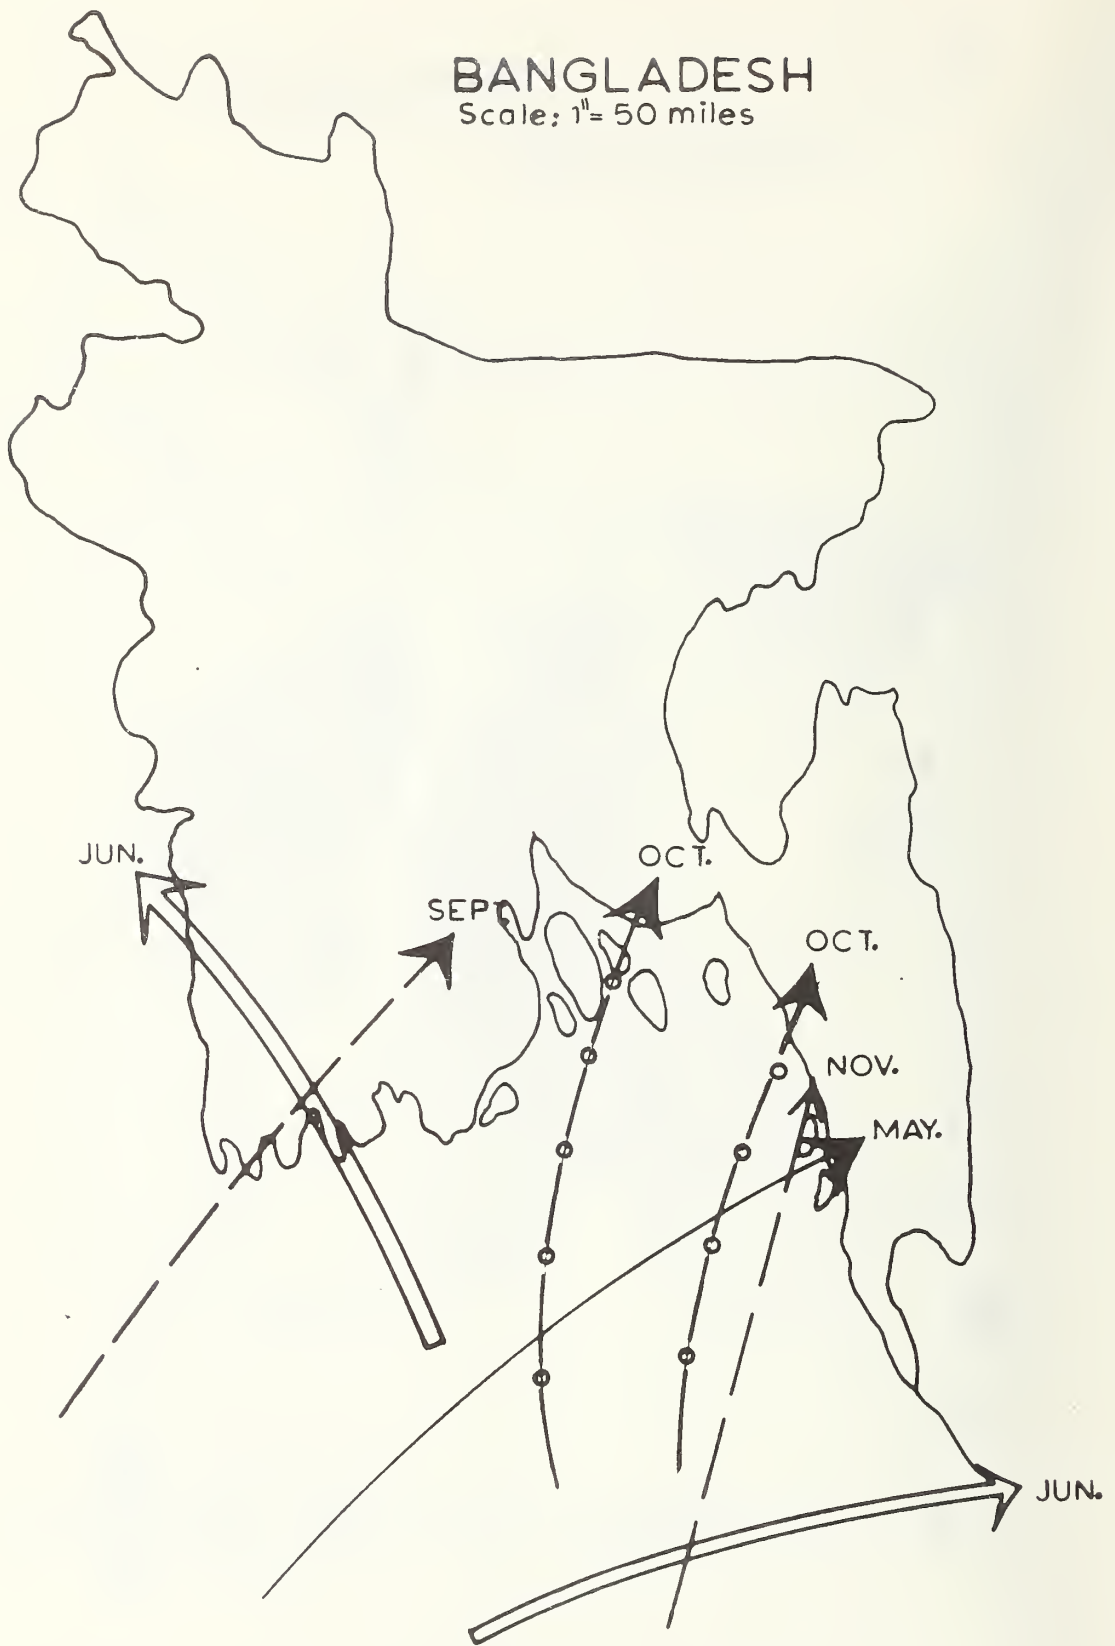 BANGLADESH
Scale: 1"= 50 miles
JUN.
OCT.
SEPT.
OCT.
NOV.
MAY.
JUN.